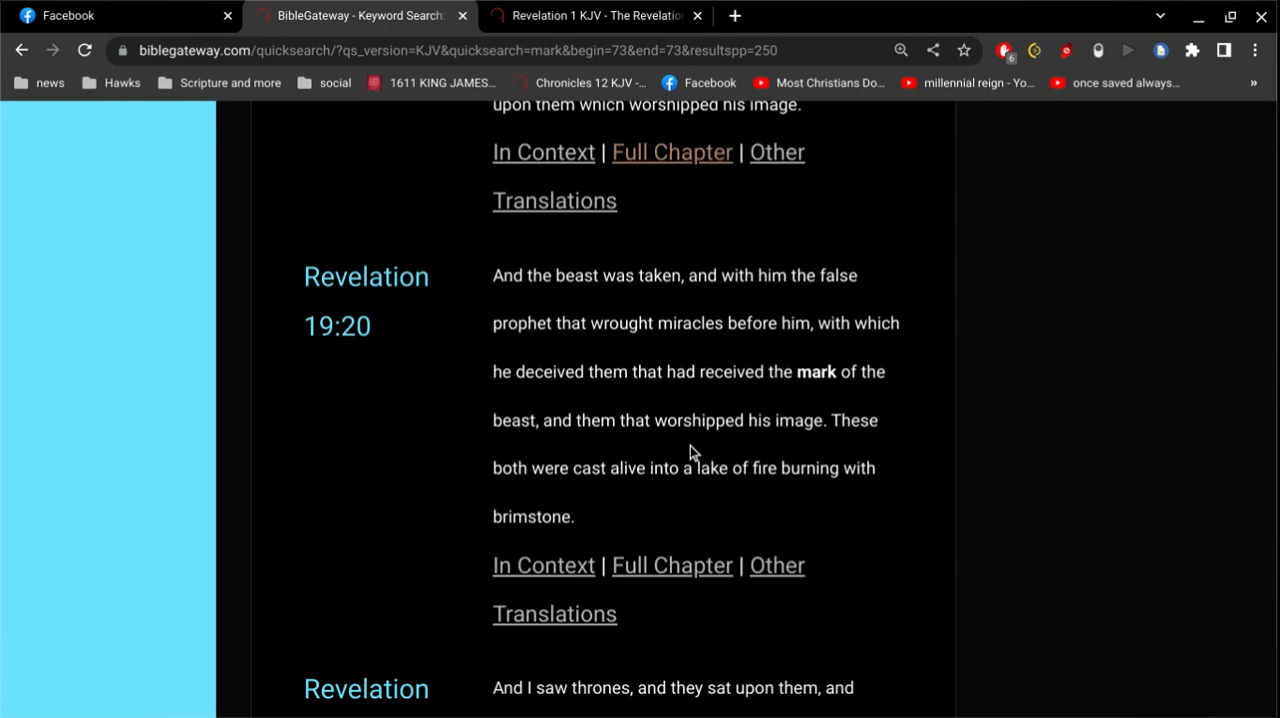 Facebook
BibleGateway - Keyword Search:
Revelation 1 KJV - The Revelatio
biblegateway.com/quicksearch/?qs_version=KJV&quicksearch=mark&begin=73&end=73&resultspp=250
6
news
Hawks
Scripture and more
social
1611 KING JAMES...
Chronicles 12 KJV -...
Facebook
Most Christians Do...
millennial reign - Yo...
once saved always...
»
upon them which worshipped his image.
In Context | Full Chapter | Other
Translations
Revelation
19:20
And the beast was taken, and with him the false
prophet that wrought miracles before him, with which
he deceived them that had received the mark of the
beast, and them that worshipped his image. These
both were cast alive into a lake of fire burning with
brimstone.
In Context | Full Chapter | Other
Translations
Revelation
And I saw thrones, and they sat upon them, and